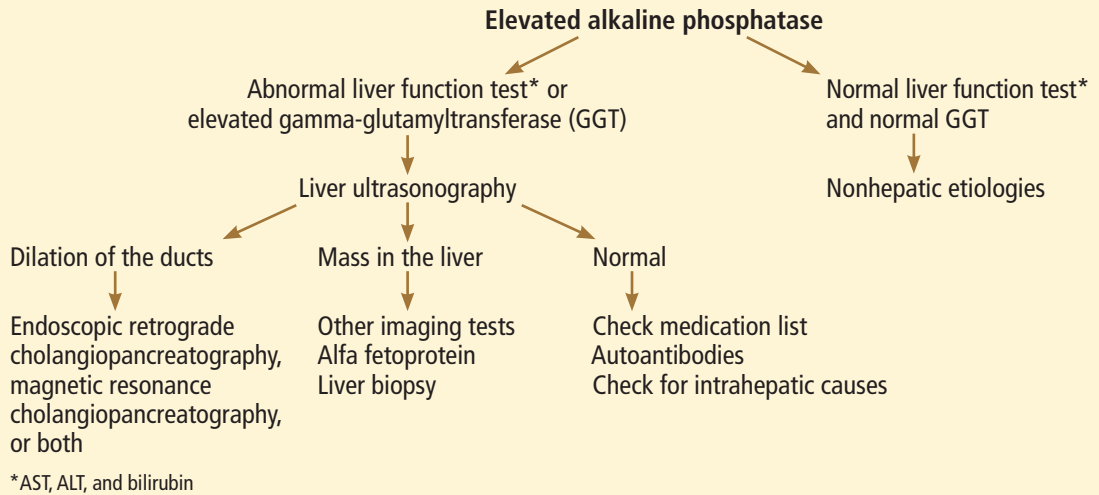 Elevated alkaline phosphatase
Abnormal liver function test* or
elevated gamma-glutamyltransferase (GGT)
Normal liver function test*
and normal GGT
Liver ultrasonography
Nonhepatic etiologies
Dilation of the ducts
Mass in the liver
Normal
Endoscopic retrograde
cholangiopancreatography,
magnetic resonance
cholangiopancreatography,
or both
Other imaging tests
Alfa fetoprotein
Liver biopsy
Check medication list
Autoantibodies
Check for intrahepatic causes
*AST, ALT, and bilirubin